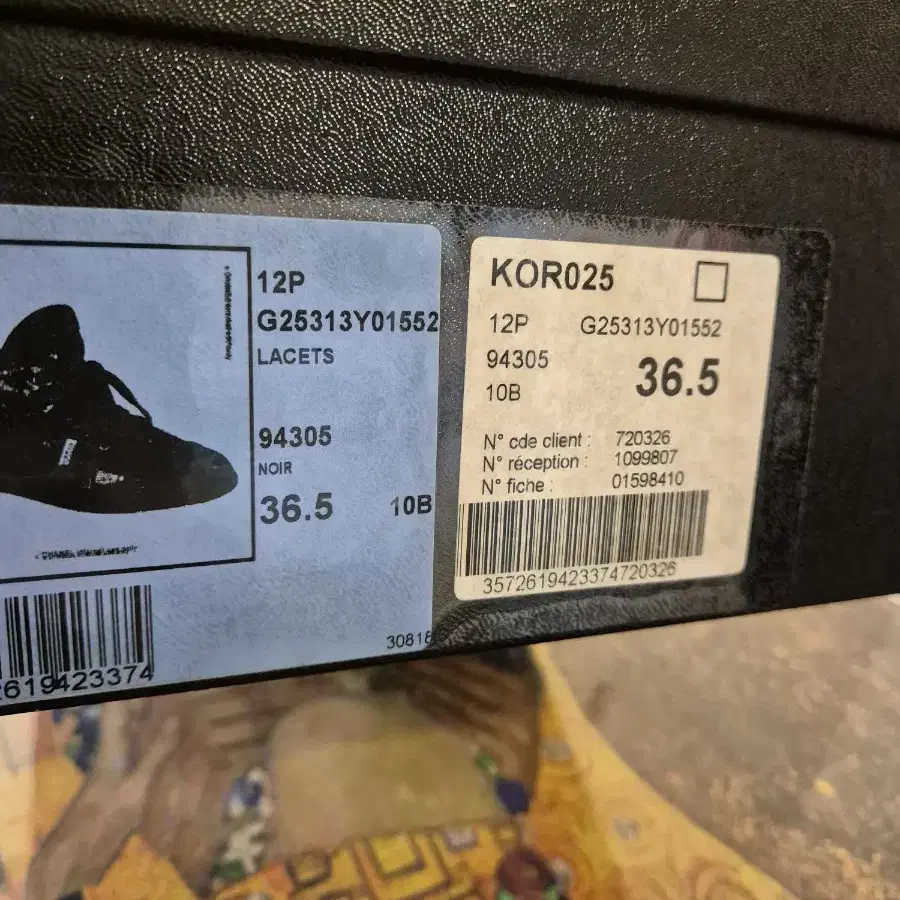 12P
G25313Y01552
LACETS
94305
NOIR
36.5 10B
30818
619423374
KOR025
12P G25313Y01552
94305
36.5
10B
N° cde client : 720326
N° réception : 1099807
N° fiche : 01598410
3572619423374720326